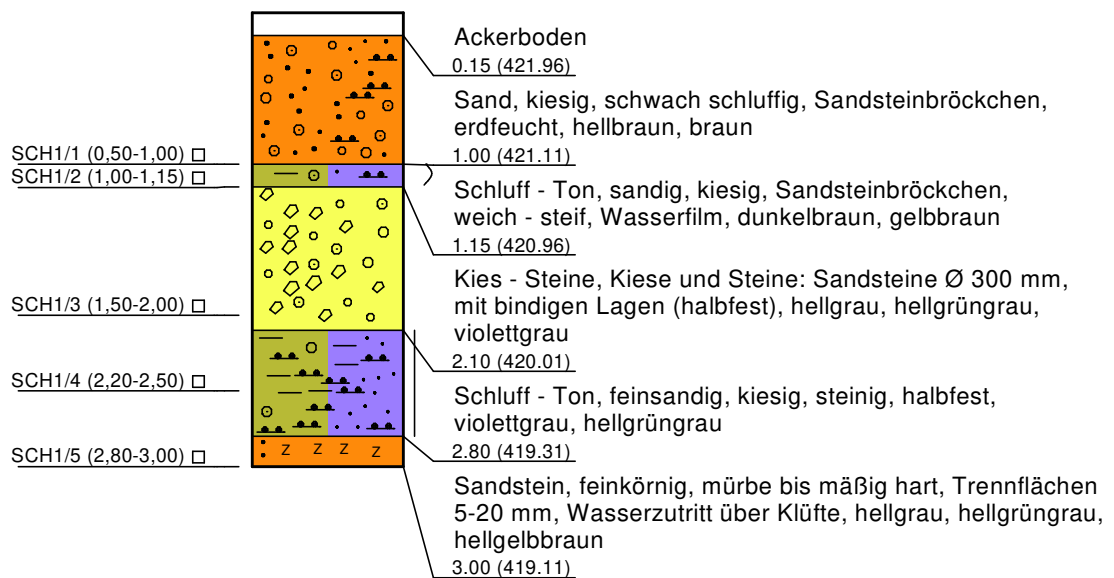 Ackerboden
0.15 (421.96)
Sand, kiesig, schwach schluffig, Sandsteinbröckchen,
erdfeucht, hellbraun, braun
SCH1/1 (0,50-1,00)
1.00 (421.11)
SCH1/2 (1,00-1,15)
Schluff - Ton, sandig, kiesig, Sandsteinbröckchen,
weich - steif, Wasserfilm, dunkelbraun, gelbbraun
1.15 (420.96)
Kies - Steine, Kiese und Steine: Sandsteine Ø 300 mm,
SCH1/3 (1,50-2,00)
mit bindigen Lagen (halbfest), hellgrau, hellgrüngrau,
violettgrau
2.10 (420.01)
SCH1/4 (2,20-2,50)
Schluff - Ton, feinsandig, kiesig, steinig, halbfest,
violettgrau, hellgrüngrau
Z Z Z Z
SCH1/5 (2,80-3,00)
2.80 (419.31)
Sandstein, feinkörnig, mürbe bis mäßig hart, Trennflächen
5-20 mm, Wasserzutritt über Klüfte, hellgrau, hellgrüngrau,
hellgelbbraun
3.00 (419.11)